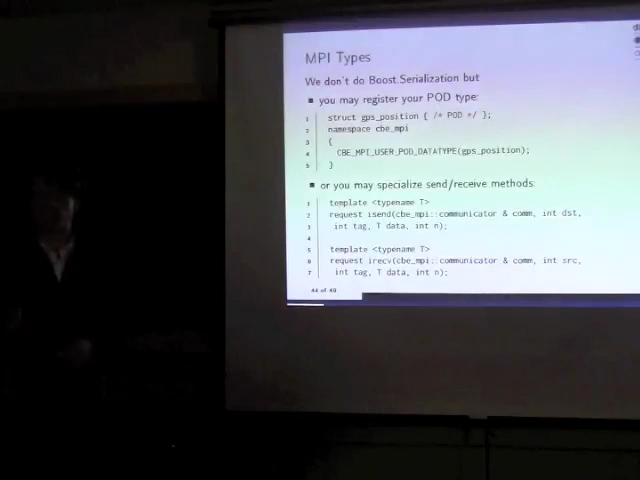 MPI Types
We don't do Boost.Serialization but
■ you may register your POD type:
1 struct gps_position { /* POD */ };
2 namespace cbe_mpi
3 {
4 CBE_MPI_USER_POD_DATATYPE(gps_position);
5 }
■ or you may specialize send/receive methods:
1 template <typename T>
2 request isend(cbe_mpi::communicator & comm, int dst,
3 int tag, T data, int n);
4
5 template <typename T>
6 request irecv(cbe_mpi::communicator & comm, int src,
7 int tag, T data, int n);
44 of 49